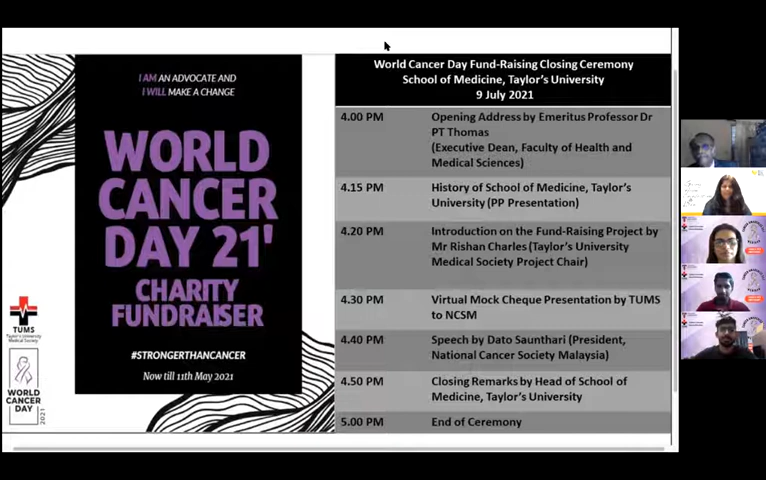 I AM AN ADVOCATE AND
I WILL MAKE A CHANGE
WORLD
CANCER
DAY 21'
CHARITY
FUNDRAISER
#STRONGERTHANCANCER
Now till 11th May 2021
TUMS
Taylor's University
Medical Society
WORLD
CANCER
DAY
2021
World Cancer Day Fund-Raising Closing Ceremony
School of Medicine, Taylor's University
9 July 2021
4.00 PM Opening Address by Emeritus Professor Dr
PT Thomas
(Executive Dean, Faculty of Health and
Medical Sciences)
4.15 PM History of School of Medicine, Taylor's
University (PP Presentation)
4.20 PM Introduction on the Fund-Raising Project by
Mr Rishan Charles (Taylor's University
Medical Society Project Chair)
4.30 PM Virtual Mock Cheque Presentation by TUMS
to NCSM
4.40 PM Speech by Dato Saunthari (President,
National Cancer Society Malaysia)
4.50 PM Closing Remarks by Head of School of
Medicine, Taylor's University
5.00 PM End of Ceremony